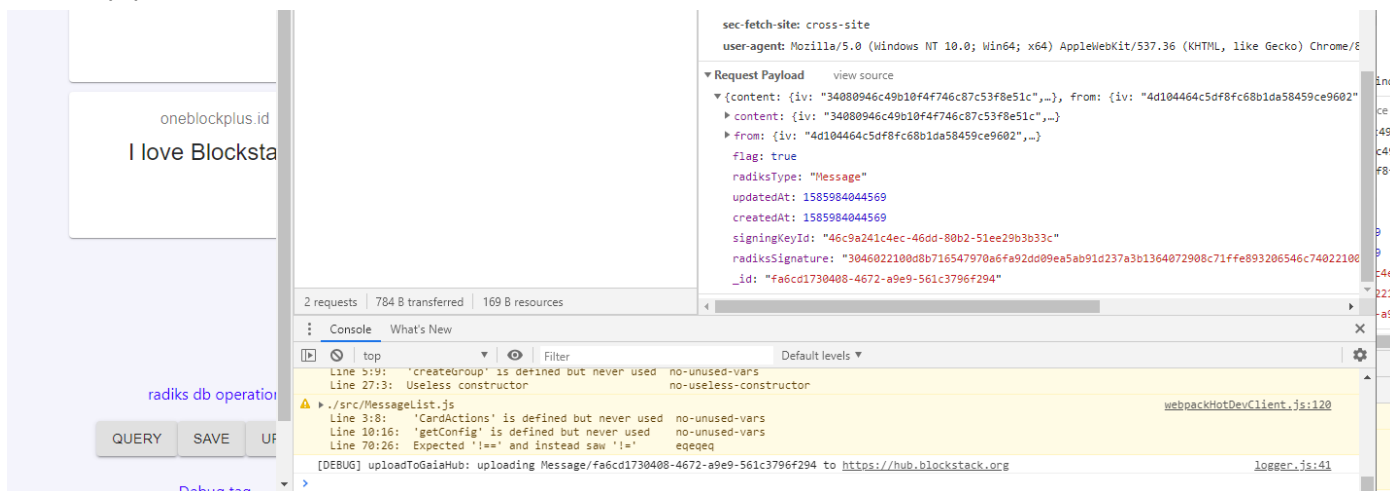 sec-fetch-site: cross-site
user-agent: Mozilla/5.0 (Windows NT 10.0; Win64; x64) AppleWebKit/537.36 (KHTML, like Gecko) Chrome/8
Request Payload view source
{content: {iv: "34080946c49b10f4f746c87c53f8e51c",…}, from: {iv: "4d104464c5df8fc68b1da58459ce9602"
content: {iv: "34080946c49b10f4f746c87c53f8e51c",…}
from: {iv: "4d104464c5df8fc68b1da58459ce9602",…}
flag: true
radiksType: "Message"
updatedAt: 1585984044569
createdAt: 1585984044569
signingKeyId: "46c9a241c4ec-46dd-80b2-51ee29b3b33c"
radiksSignature: "3046022100d8b716547970a6fa92dd09ea5ab91d237a3b1364072908c71ffe893206546c74022100
_id: "fa6cd1730408-4672-a9e9-561c3796f294"
oneblockplus.id
I love Blocksta
2 requests 784 B transferred 169 B resources
Console What's New
top Filter Default levels ▼
Line 5:9: 'createGroup' is defined but never used no-unused-vars
Line 27:3: Useless constructor no-useless-constructor
./src/MessageList.js webpackHotDevClient.js:120
Line 3:8: 'CardActions' is defined but never used no-unused-vars
Line 10:16: 'getConfig' is defined but never used no-unused-vars
Line 70:26: Expected '!==' and instead saw '!=' eqeqeq
[DEBUG] uploadToGaiaHub: uploading Message/fa6cd1730408-4672-a9e9-561c3796f294 to https://hub.blockstack.org logger.js:41
radiks db operation
QUERY SAVE UP
Debug tag